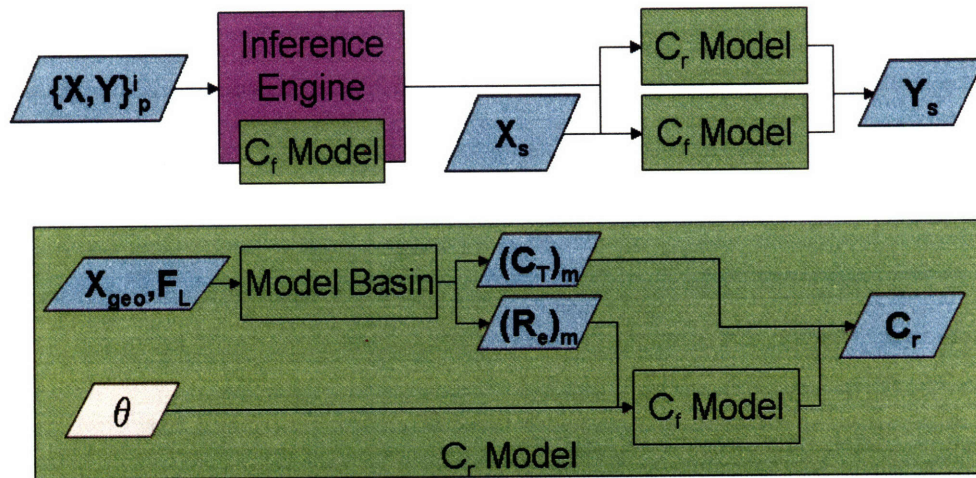 {X,Y}ⁱₚ
Inference
Engine
C_f Model
X_s
C_r Model
C_f Model
Y_s
X_geo,F_L
Model Basin
(C_T)_m
(R_e)_m
C_r
θ
C_f Model
C_r Model